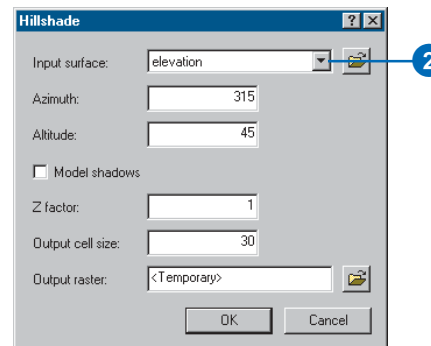 Hillshade
Input surface: elevation 2
Azimuth: 315
Altitude: 45
Model shadows
Z factor: 1
Output cell size: 30
Output raster: <Temporary>
OK Cancel